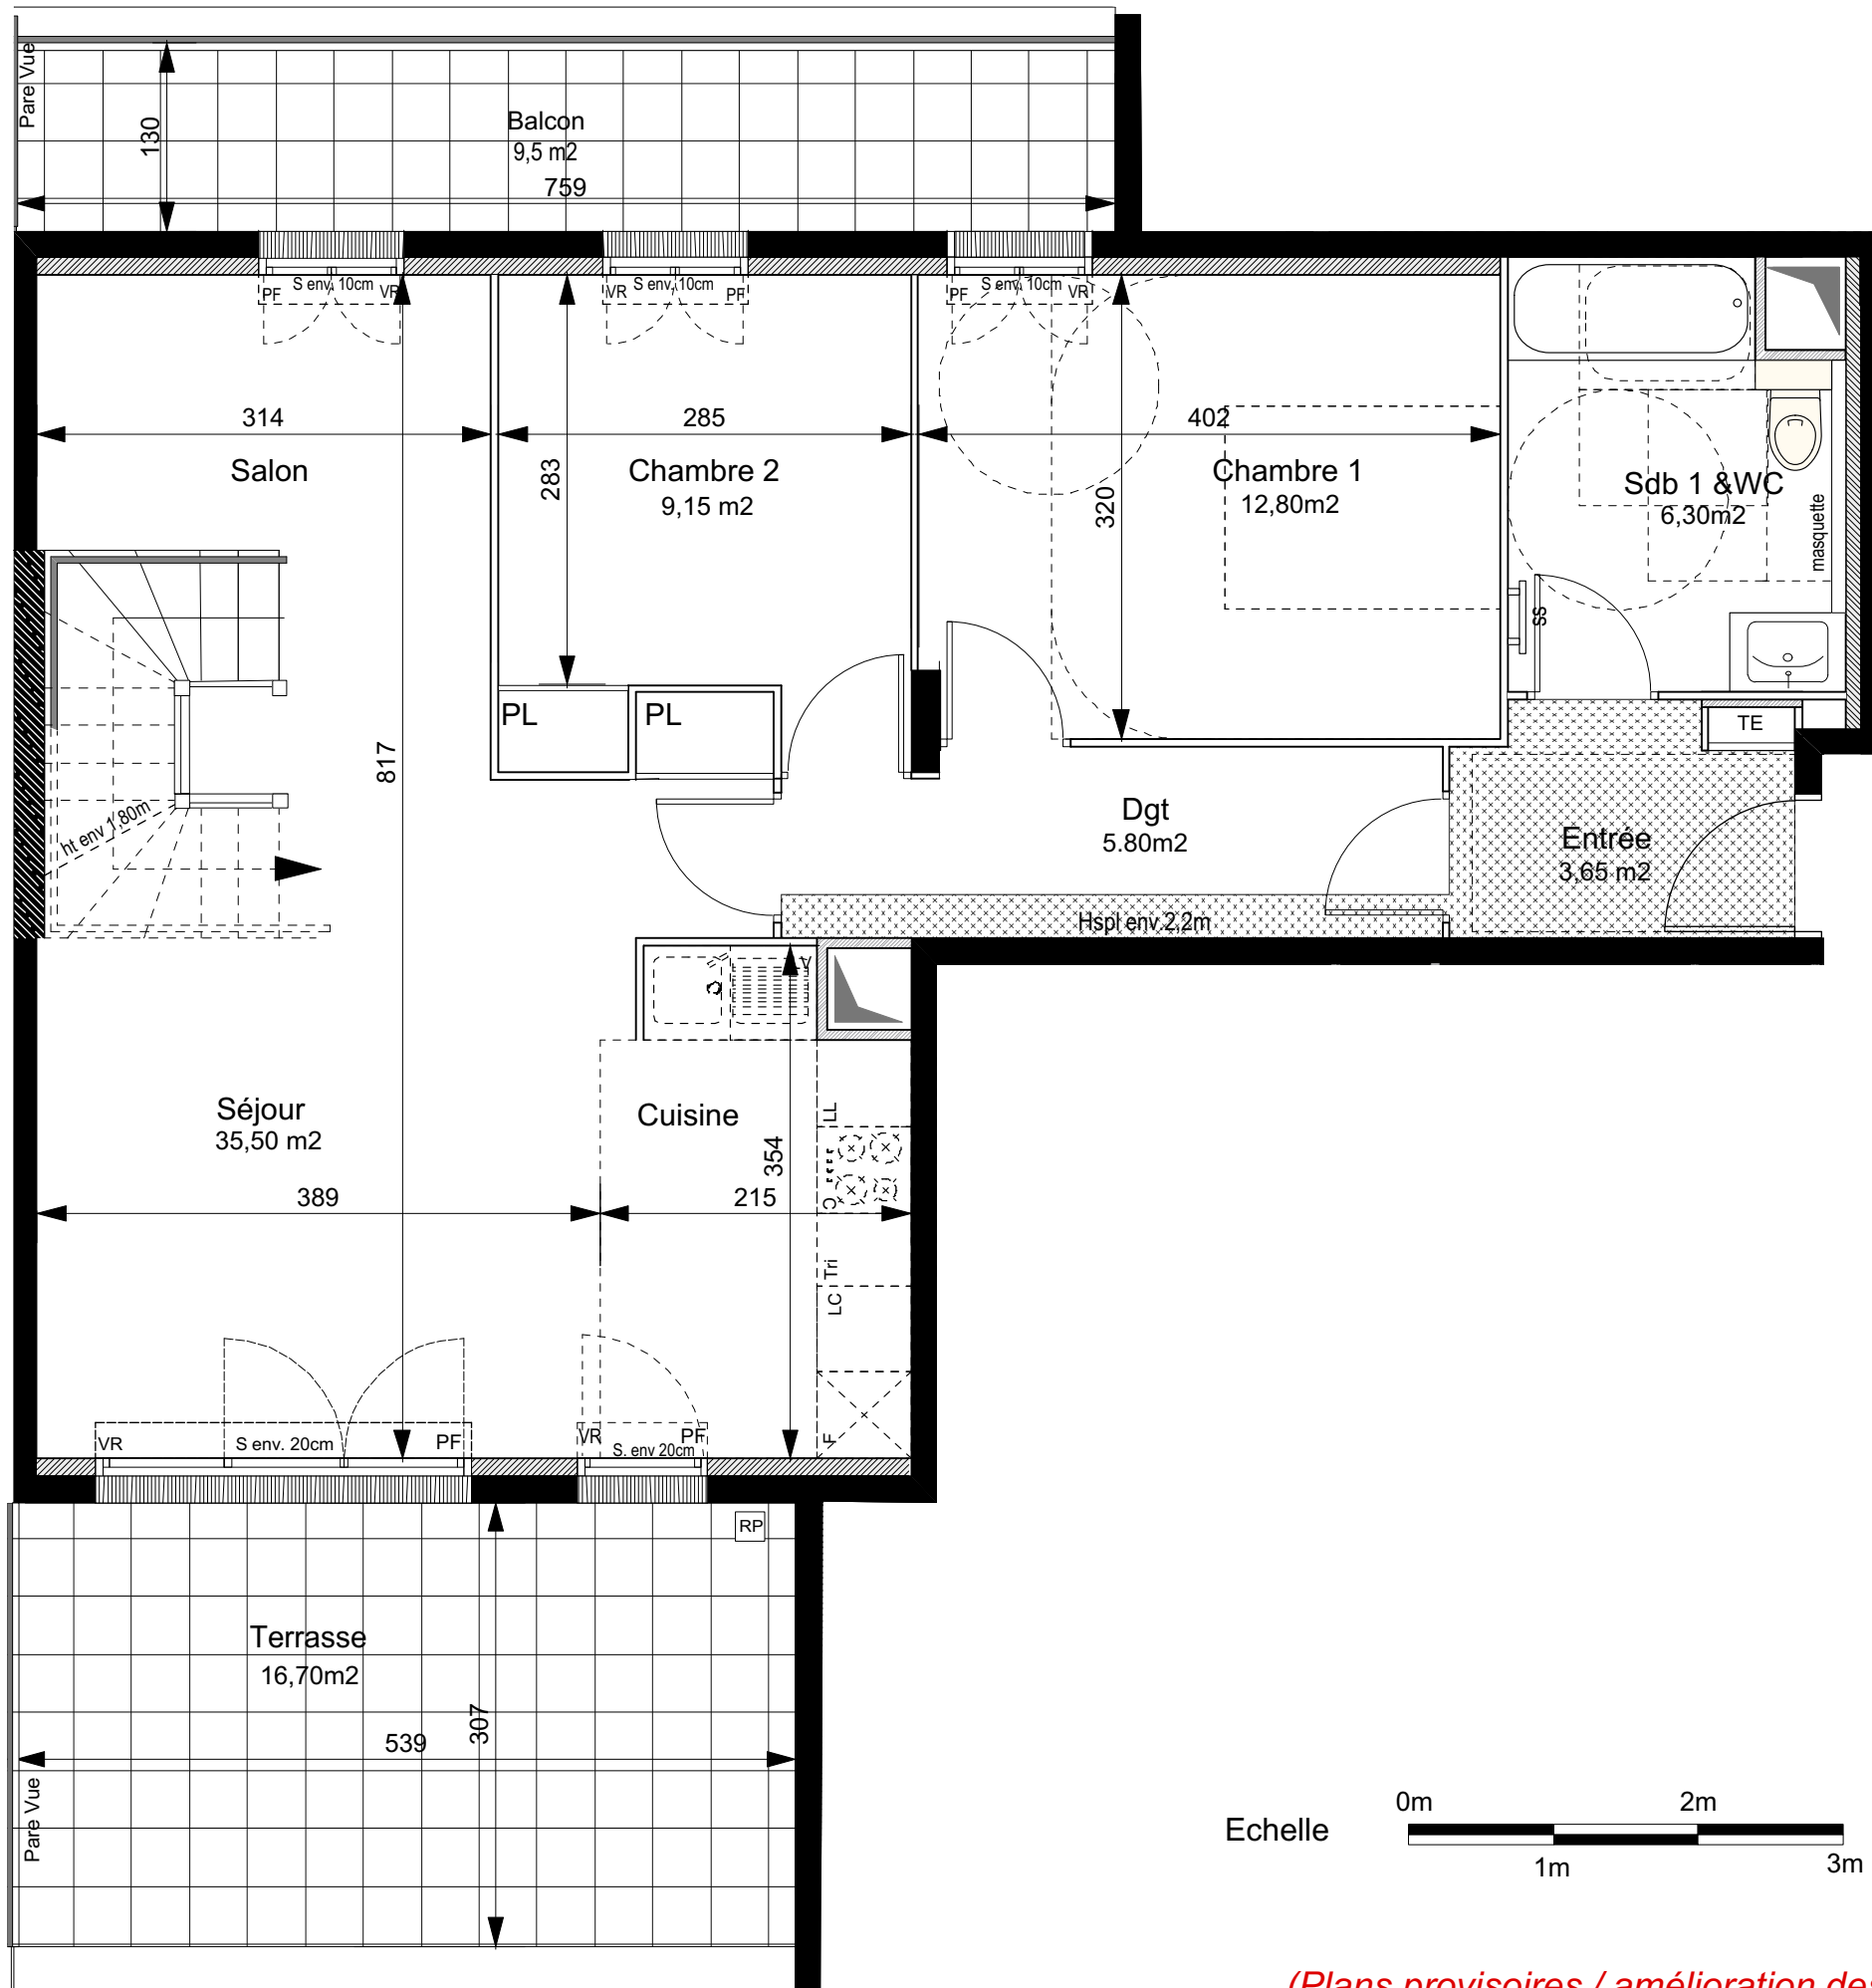 Pare Vue
130
Balcon
9,5 m2
759
PF
S env. 10cm
VR
VR
S env. 10cm
PF
PF
S env. 10cm
VR
314
Salon
285
283
Chambre 2
9,15 m2
402
320
Chambre 1
12,80m2
Sdb 1 &WC
6,30m2
masquette
ss
PL
PL
TE
817
ht env 1,80m
Dgt
5.80m2
Entrée
3,65 m2
Hspl env.2,2m
Séjour
35,50 m2
Cuisine
354
LL
389
215
C
Tri
LC
F
VR
S env. 20cm
PF
VR
S. env 20cm
PF
RP
Terrasse
16,70m2
307
539
Pare Vue
Echelle
0m
2m
1m
3m
(Plans provisoires / amélioration de